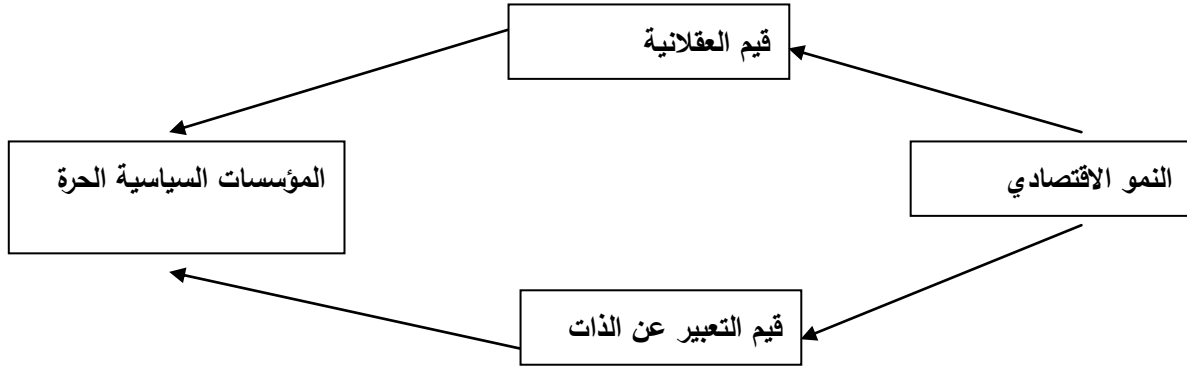 قيم العقلانية
النمو الاقتصادي
المؤسسات السياسية الحرة
قيم التعبير عن الذات